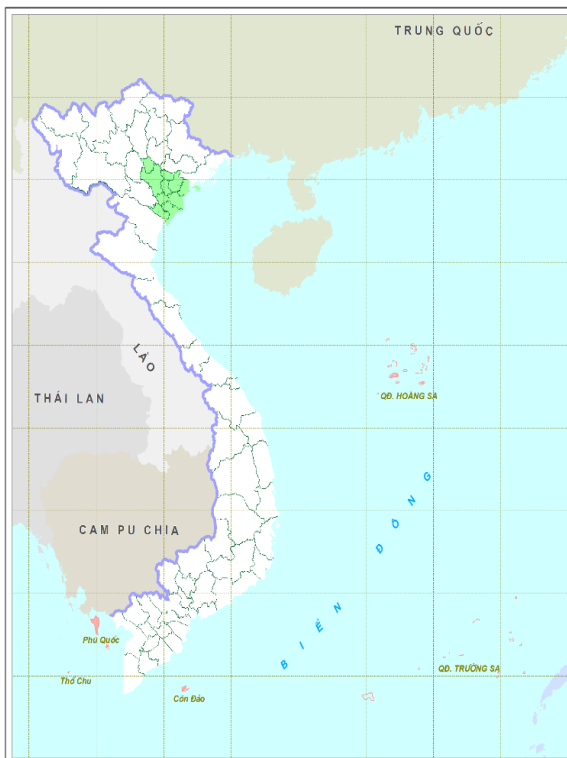 TRUNG QUỐC
LÀO
THÁI LAN
QĐ. HOÀNG SA
CAM PU CHIA
BIỂN ĐÔNG
Phú Quốc
Thổ Chu
Côn Đảo
QĐ. TRƯỜNG SA